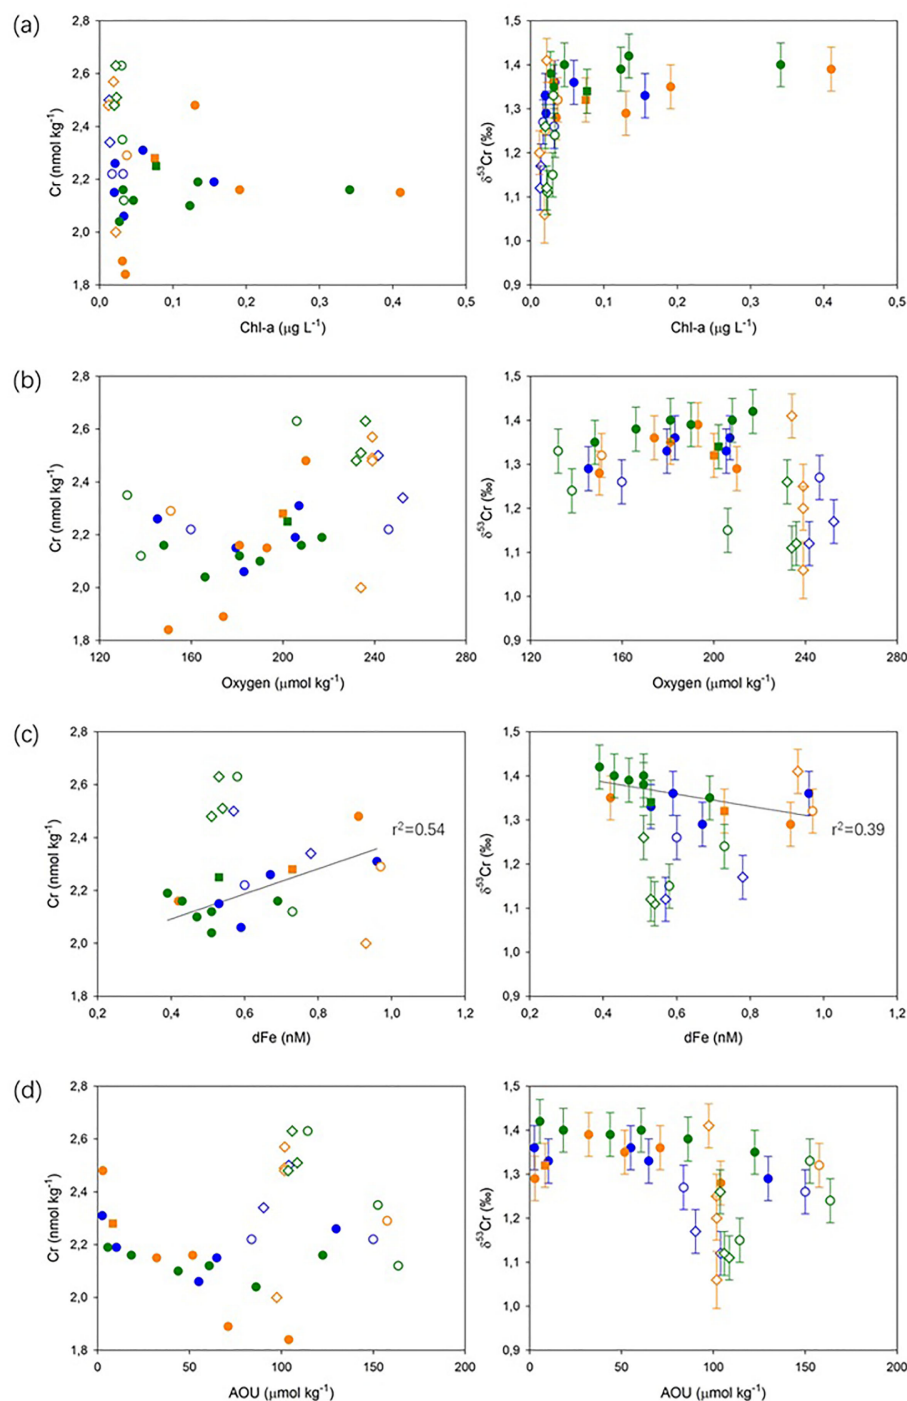 (a)
2,8
2,6
2,4
2,2
2,0
1,8
Cr (nmol kg⁻¹)
0,0 0,1 0,2 0,3 0,4 0,5
Chl-a (μg L⁻¹)
1,5
1,4
1,3
1,2
1,1
1,0
0,9
δ⁵³Cr (‰)
0,0 0,1 0,2 0,3 0,4 0,5
Chl-a (μg L⁻¹)
(b)
2,8
2,6
2,4
2,2
2,0
1,8
Cr (nmol kg⁻¹)
120 160 200 240 280
Oxygen (μmol kg⁻¹)
1,5
1,4
1,3
1,2
1,1
1,0
0,9
δ⁵³Cr (‰)
120 160 200 240 280
Oxygen (μmol kg⁻¹)
(c)
2,8
2,6
2,4
2,2
2,0
1,8
Cr (nmol kg⁻¹)
r²=0.54
0,2 0,4 0,6 0,8 1,0 1,2
dFe (nM)
1,5
1,4
1,3
1,2
1,1
1,0
0,9
δ⁵³Cr (‰)
r²=0.39
0,2 0,4 0,6 0,8 1,0 1,2
dFe (nM)
(d)
2,8
2,6
2,4
2,2
2,0
1,8
Cr (nmol kg⁻¹)
0 50 100 150 200
AOU (μmol kg⁻¹)
1,5
1,4
1,3
1,2
1,1
1,0
0,9
δ⁵³Cr (‰)
0 50 100 150 200
AOU (μmol kg⁻¹)